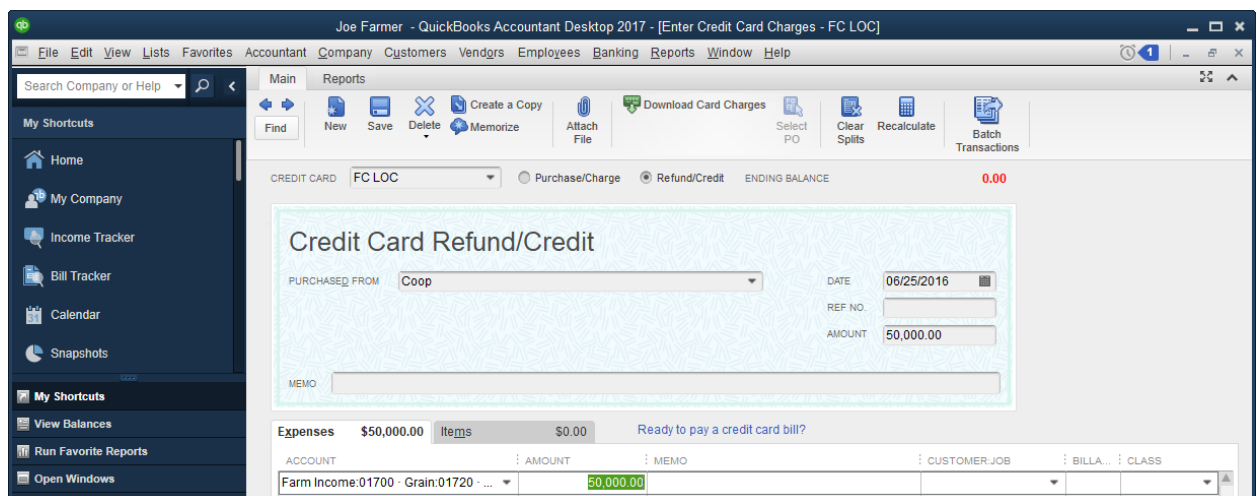 qb Joe Farmer - QuickBooks Accountant Desktop 2017 - [Enter Credit Card Charges - FC LOC]
File Edit View Lists Favorites Accountant Company Customers Vendors Employees Banking Reports Window Help 1
Search Company or Help
My Shortcuts
Home
My Company
Income Tracker
Bill Tracker
31 Calendar
Snapshots
My Shortcuts
View Balances
Run Favorite Reports
Open Windows
Main Reports
Find New Save Delete Create a Copy Memorize Attach File Download Card Charges Select PO Clear Splits Recalculate Batch Transactions
CREDIT CARD FC LOC Purchase/Charge Refund/Credit ENDING BALANCE 0.00
Credit Card Refund/Credit
PURCHASED FROM Coop DATE 06/25/2016
REF NO.
AMOUNT 50,000.00
MEMO
Expenses $50,000.00 Items $0.00 Ready to pay a credit card bill?
ACCOUNT AMOUNT MEMO CUSTOMER:JOB BILLA... CLASS
Farm Income:01700 · Grain:01720 · ... 50,000.00